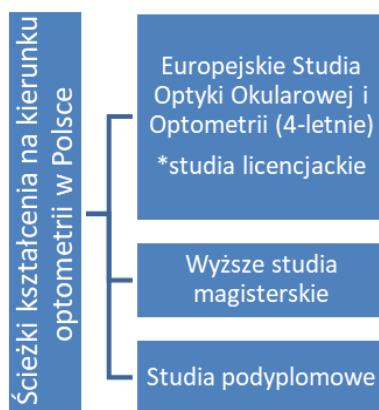 Ścieżki kształcenia na kierunku
optometrii w Polsce
Europejskie Studia
Optyki Okularowej i
Optometrii (4-letnie)
*studia licencjackie
Wyższe studia
magisterskie
Studia podyplomowe